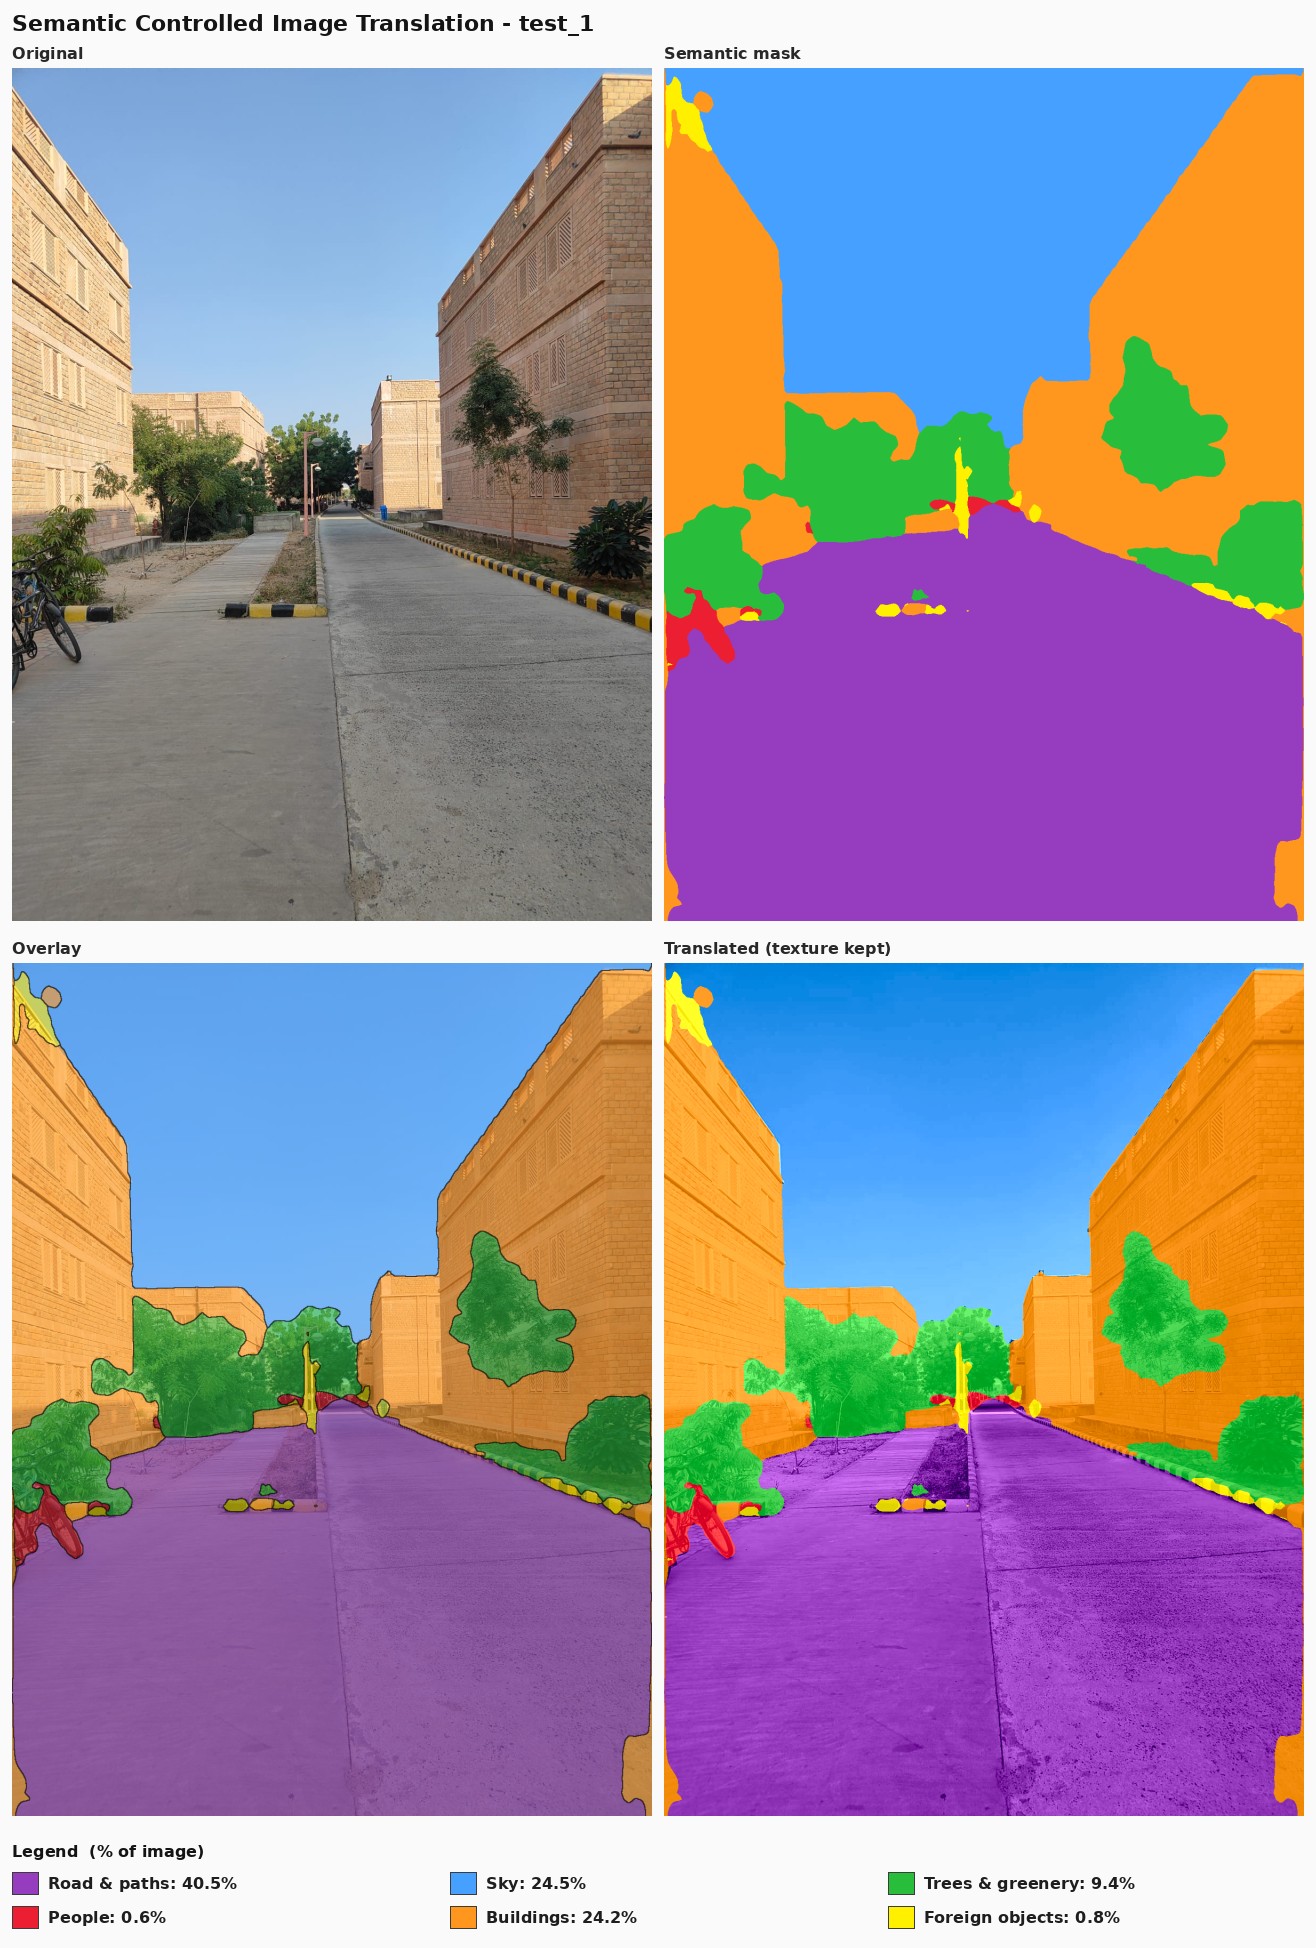 Semantic Controlled Image Translation - test_1
Original
Semantic mask
Overlay
Translated (texture kept)
Legend  (% of image)
Road & paths: 40.5%
Sky: 24.5%
Trees & greenery: 9.4%
People: 0.6%
Buildings: 24.2%
Foreign objects: 0.8%